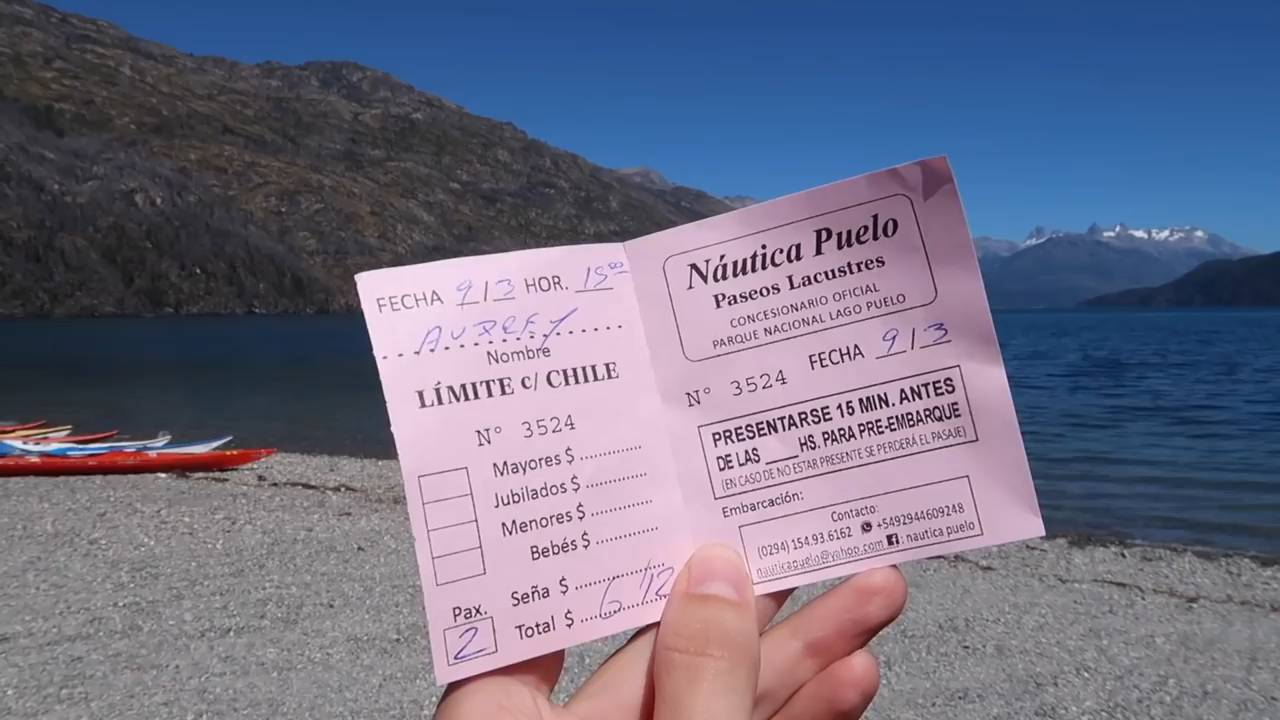 FECHA 9/3 HOR. 15⁰⁰
AUDREY
Nombre
LÍMITE c/ CHILE
N° 3524
Mayores $
Jubilados $
Menores $
Bebés $
Seña $
Total $
Pax.
2
Náutica Puelo
Paseos Lacustres
CONCESIONARIO OFICIAL
PARQUE NACIONAL LAGO PUELO
FECHA 9/3
N° 3524
PRESENTARSE 15 MIN. ANTES
DE LAS ____ HS. PARA PRE-EMBARQUE
(EN CASO DE NO ESTAR PRESENTE SE PERDERÁ EL PASAJE)
Embarcación:
Contacto:
(0294) 154.93.6162 +5492944609248
nauticapuelo@yahoo.com : nautica puelo